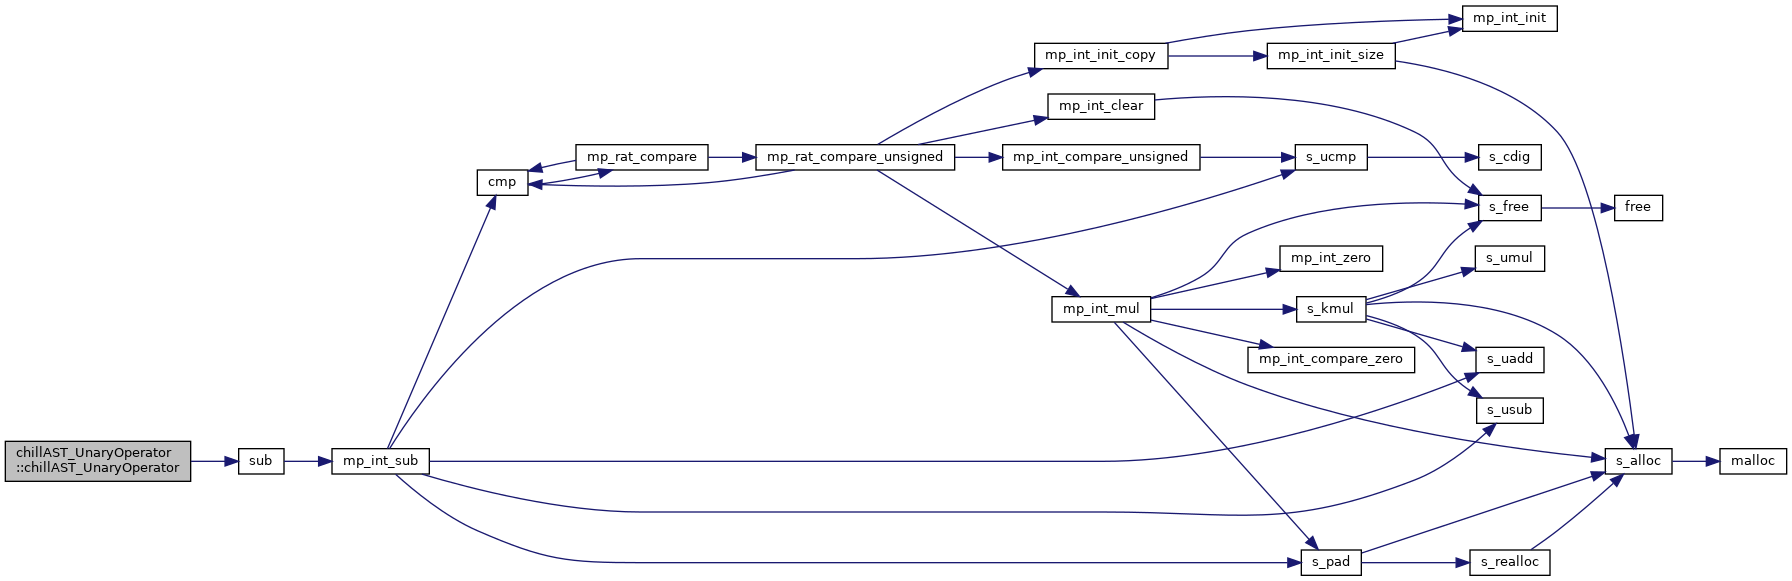 chillAST_UnaryOperator
::chillAST_UnaryOperator
sub
mp_int_sub
cmp
mp_rat_compare
mp_rat_compare_unsigned
mp_int_init_copy
mp_int_clear
mp_int_compare_unsigned
mp_int_mul
mp_int_init_size
s_ucmp
mp_int_zero
s_kmul
mp_int_compare_zero
s_pad
mp_int_init
s_cdig
s_free
s_umul
s_uadd
s_usub
s_realloc
free
s_alloc
malloc